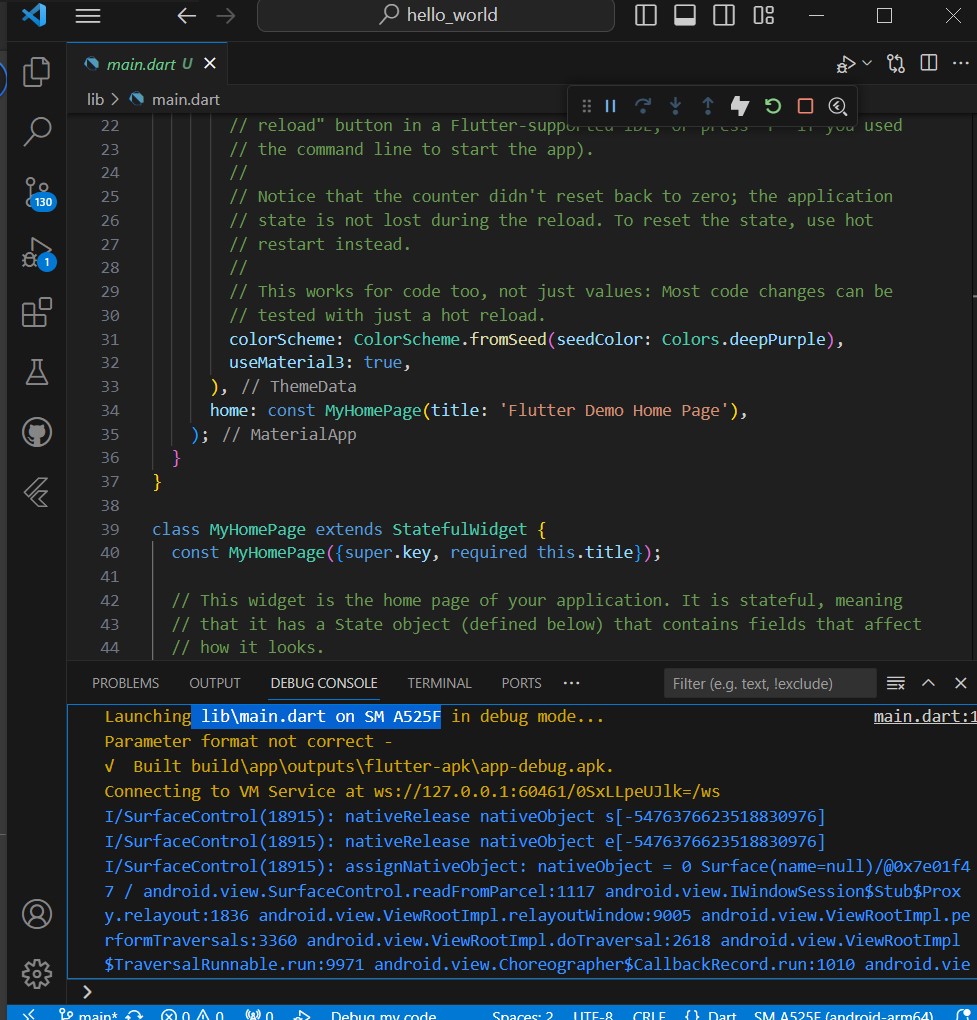 hello_world
main.dart U
lib > main.dart
22 // reload" button in a Flutter-supported IDE, or press "r" if you used
23 // the command line to start the app).
24 //
25 // Notice that the counter didn't reset back to zero; the application
26 // state is not lost during the reload. To reset the state, use hot
27 // restart instead.
28 //
29 // This works for code too, not just values: Most code changes can be
30 // tested with just a hot reload.
31 colorScheme: ColorScheme.fromSeed(seedColor: Colors.deepPurple),
32 useMaterial3: true,
33 ), // ThemeData
34 home: const MyHomePage(title: 'Flutter Demo Home Page'),
35 ); // MaterialApp
36 }
37 }
38
39 class MyHomePage extends StatefulWidget {
40 const MyHomePage({super.key, required this.title});
41
42 // This widget is the home page of your application. It is stateful, meaning
43 // that it has a State object (defined below) that contains fields that affect
44 // how it looks.
130
1
PROBLEMS OUTPUT DEBUG CONSOLE TERMINAL PORTS ··· Filter (e.g. text, !exclude)
Launching lib\main.dart on SM A525F in debug mode... main.dart:1
Parameter format not correct -
√ Built build\app\outputs\flutter-apk\app-debug.apk.
Connecting to VM Service at ws://127.0.0.1:60461/0SxLLpeUJlk=/ws
I/SurfaceControl(18915): nativeRelease nativeObject s[-5476376623518830976]
I/SurfaceControl(18915): nativeRelease nativeObject e[-5476376623518830976]
I/SurfaceControl(18915): assignNativeObject: nativeObject = 0 Surface(name=null)/@0x7e01f4
7 / android.view.SurfaceControl.readFromParcel:1117 android.view.IWindowSession$Stub$Prox
y.relayout:1836 android.view.ViewRootImpl.relayoutWindow:9005 android.view.ViewRootImpl.pe
rformTraversals:3360 android.view.ViewRootImpl.doTraversal:2618 android.view.ViewRootImpl
$TraversalRunnable.run:9971 android.view.Choreographer$CallbackRecord.run:1010 android.vie
>
main* 0 0 0 Debug my code Spaces: 2 UTF-8 CRLF {} Dart SM A525F (android-arm64)